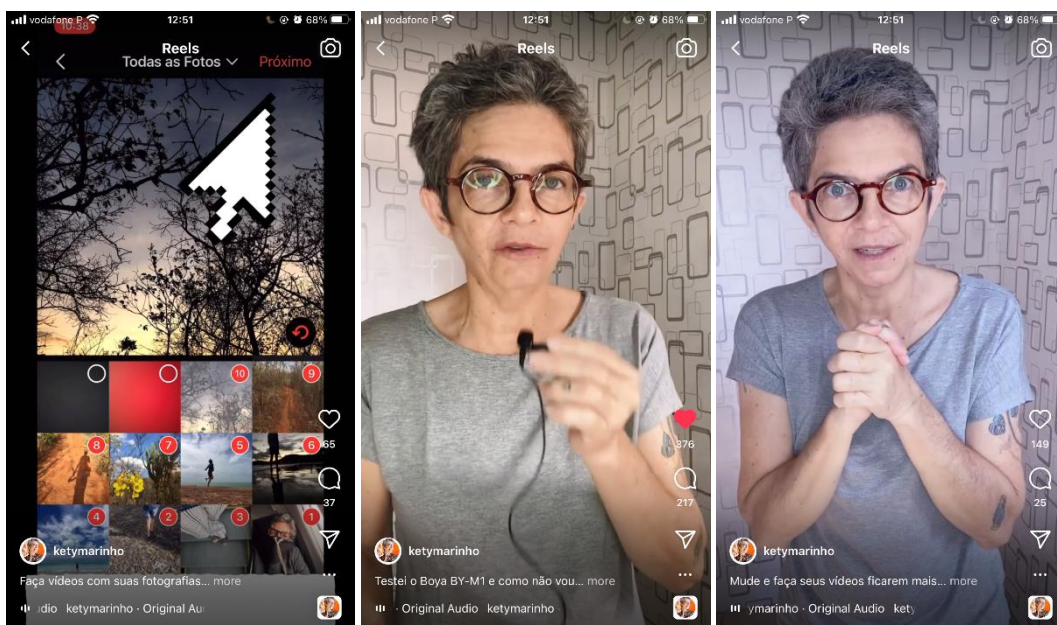 vodafone P 12:51 68%
10:38
Reels
Todas as Fotos Próximo
10 9
8 7 5 6
4 2 3 1
65
37
ketymarinho
Faça vídeos com suas fotografias... more
dio ketymarinho · Original Au
vodafone P 12:51 68%
Reels
376
217
ketymarinho
Testei o Boya BY-M1 e como não vou... more
· Original Audio ketymarinho
vodafone P 12:51 68%
Reels
149
25
ketymarinho
Mude e faça seus vídeos ficarem mais... more
ymarinho · Original Audio kety